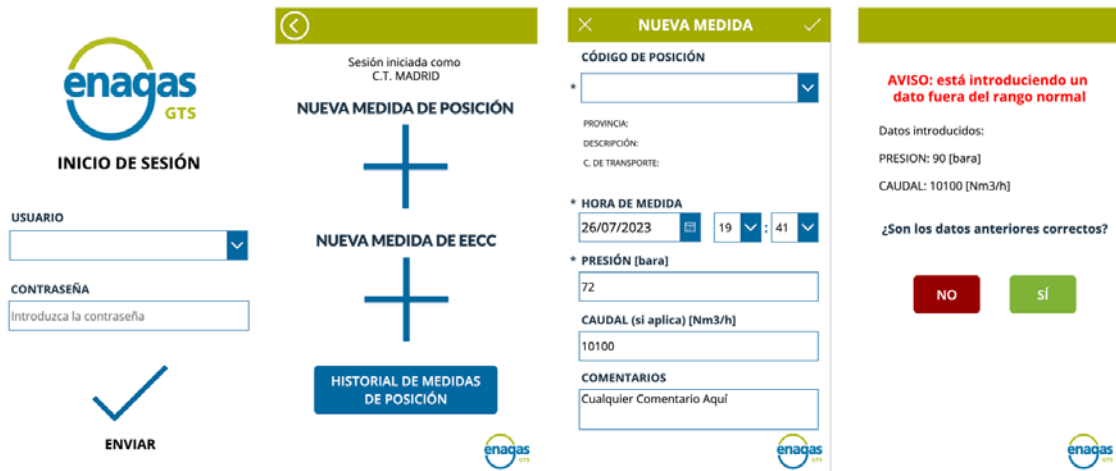 enagas
GTS
INICIO DE SESIÓN
USUARIO
CONTRASEÑA
Introduzca la contraseña
ENVIAR
Sesión iniciada como
C.T. MADRID
NUEVA MEDIDA DE POSICIÓN
NUEVA MEDIDA DE EECC
HISTORIAL DE MEDIDAS
DE POSICIÓN
enagas
GTS
NUEVA MEDIDA
CÓDIGO DE POSICIÓN
*
PROVINCIA:
DESCRIPCIÓN:
C. DE TRANSPORTE:
* HORA DE MEDIDA
26/07/2023 19 : 41
* PRESIÓN [bara]
72
CAUDAL (si aplica) [Nm3/h]
10100
COMENTARIOS
Cualquier Comentario Aquí
enagas
GTS
AVISO: está introduciendo un
dato fuera del rango normal
Datos introducidos:
PRESION: 90 [bara]
CAUDAL: 10100 [Nm3/h]
¿Son los datos anteriores correctos?
NO SÍ
enagas
GTS